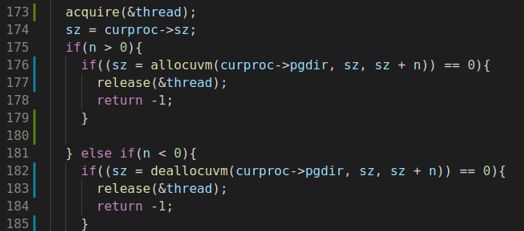 173 acquire(&thread);
174 sz = curproc->sz;
175 if(n > 0){
176 if((sz = allocuvm(curproc->pgdir, sz, sz + n)) == 0){
177 release(&thread);
178 return -1;
179 }
180
181 } else if(n < 0){
182 if((sz = deallocuvm(curproc->pgdir, sz, sz + n)) == 0){
183 release(&thread);
184 return -1;
185 }